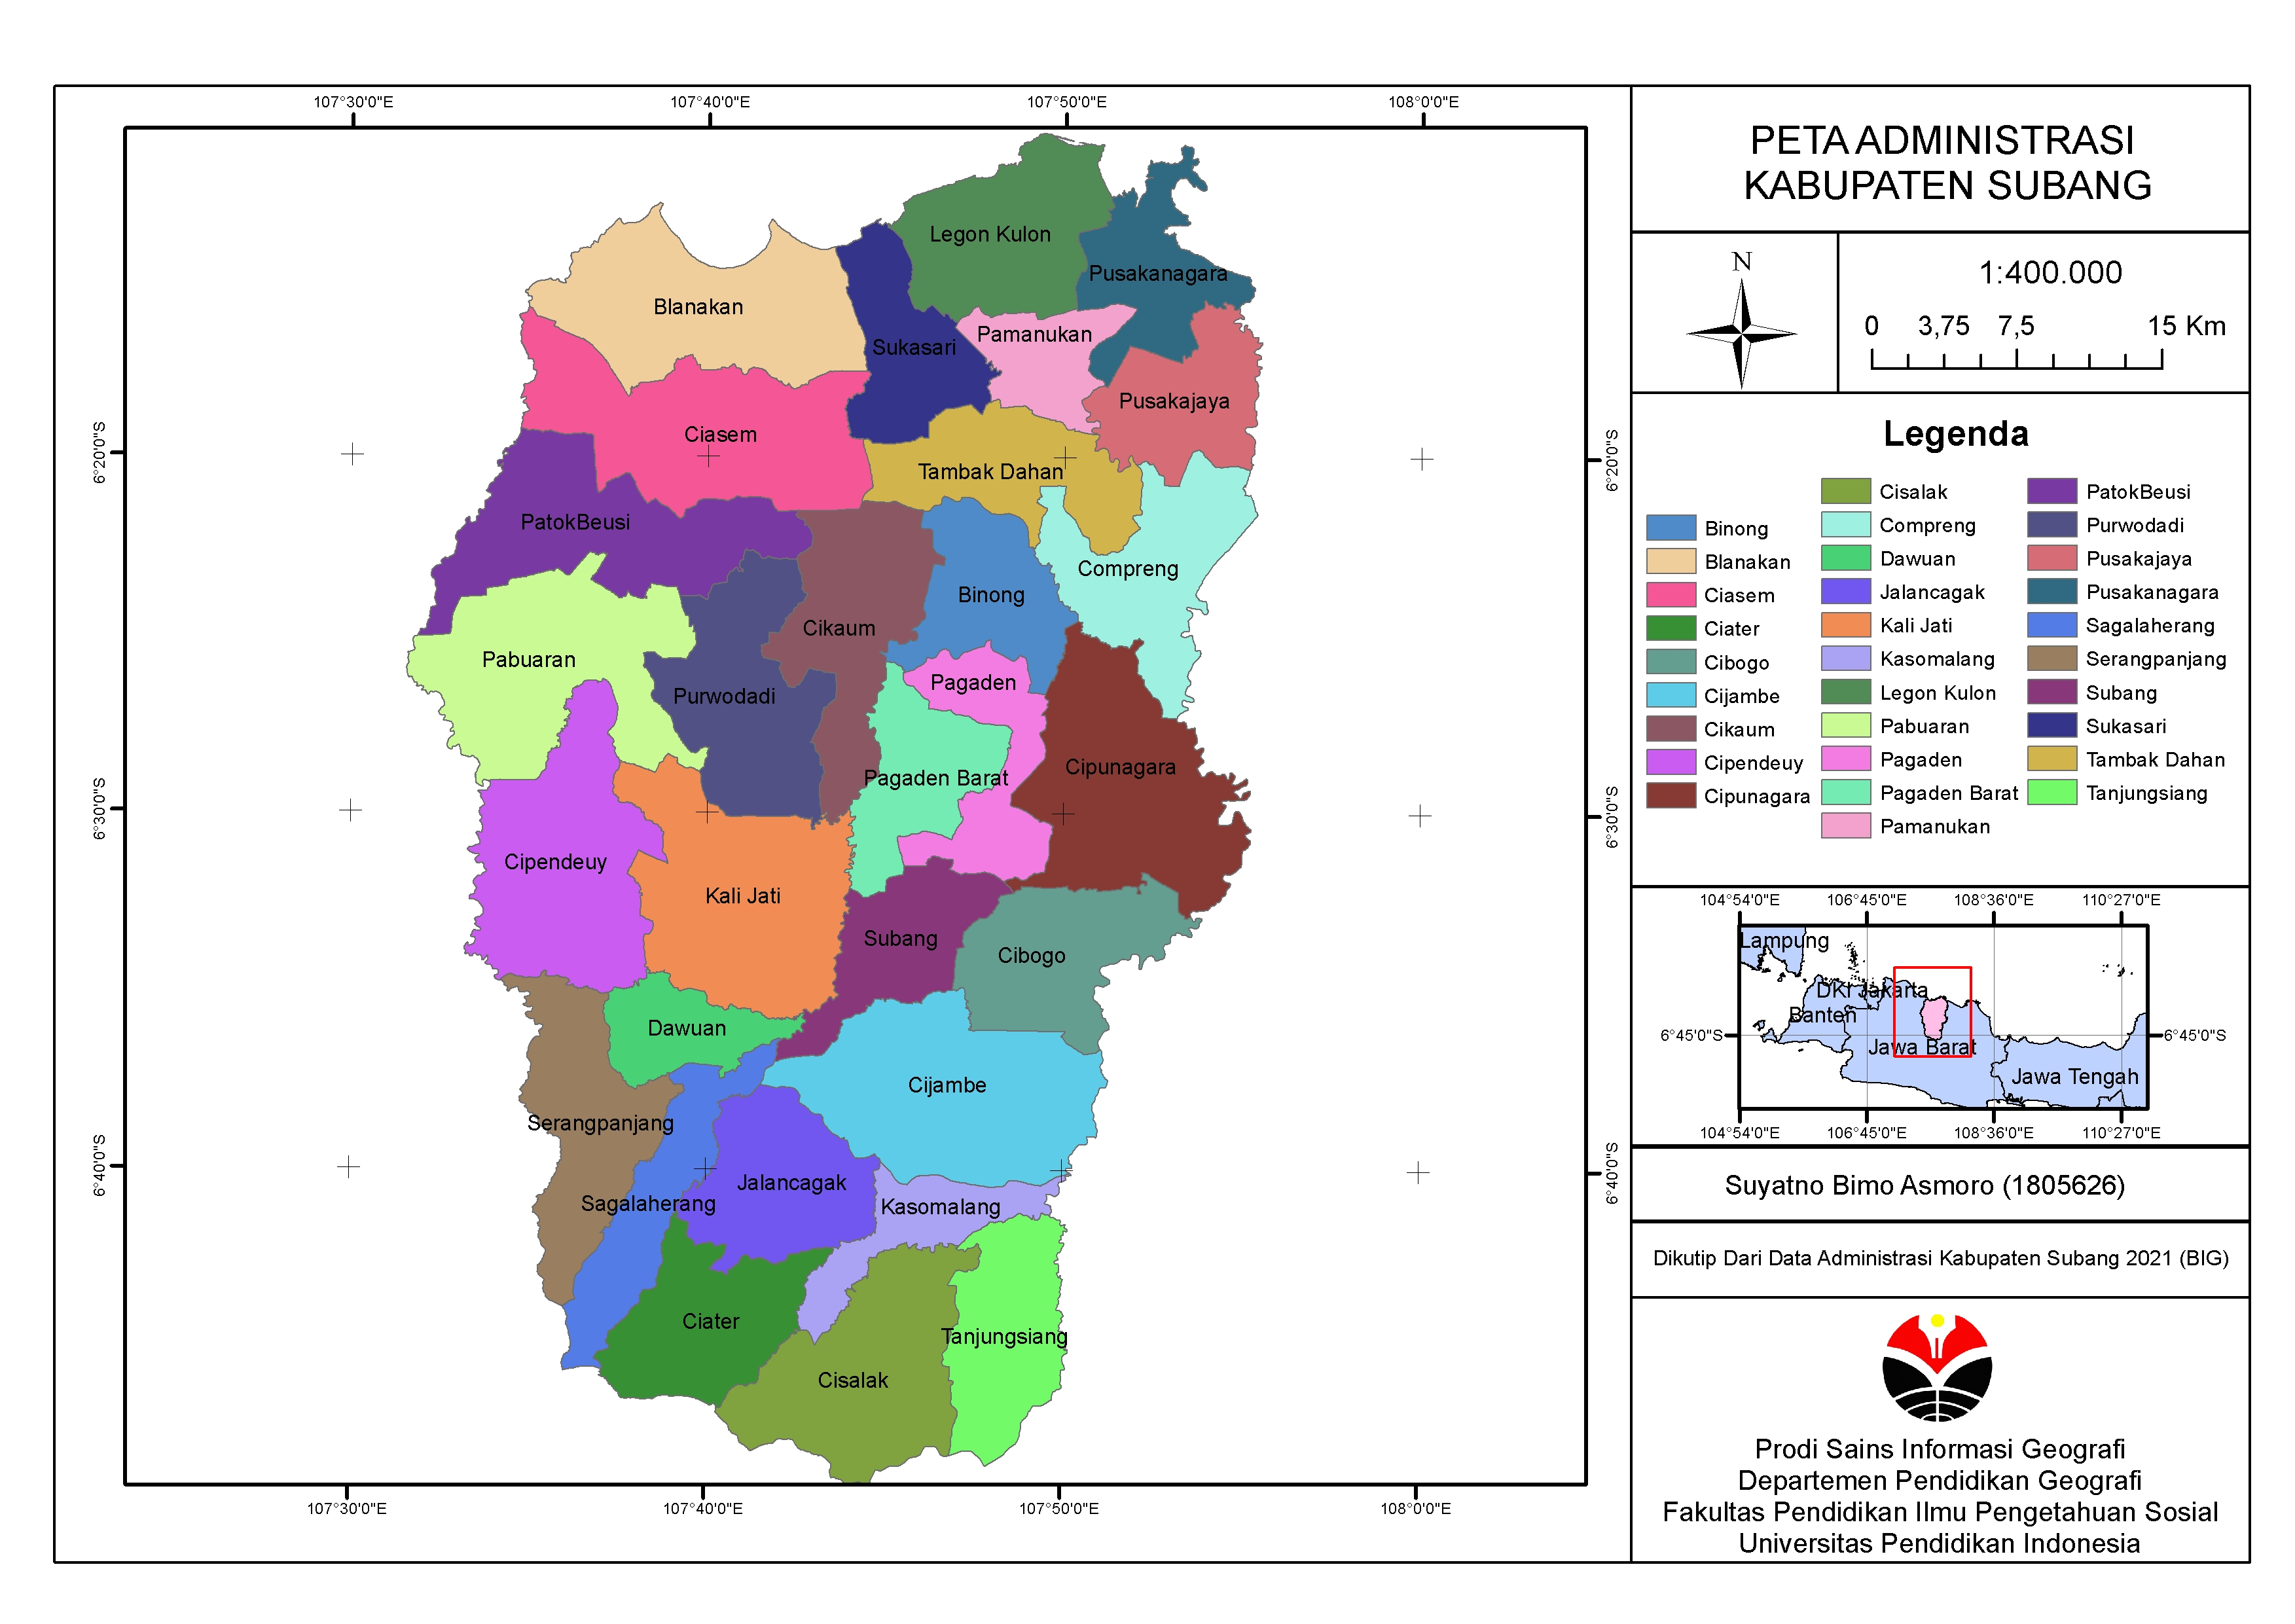 107°30'0"E 107°40'0"E 107°50'0"E 108°0'0"E
PETA ADMINISTRASI
KABUPATEN SUBANG
N
1:400.000
0 3,75 7,5 15 Km
Legenda
Binong
Blanakan
Ciasem
Ciater
Cibogo
Cijambe
Cikaum
Cipendeuy
Cipunagara
Cisalak
Compreng
Dawuan
Jalancagak
Kali Jati
Kasomalang
Legon Kulon
Pabuaran
Pagaden
Pagaden Barat
Pamanukan
PatokBeusi
Purwodadi
Pusakajaya
Pusakanagara
Sagalaherang
Serangpanjang
Subang
Sukasari
Tambak Dahan
Tanjungsiang
Legon Kulon
Pusakanagara
Blanakan
Pamanukan
Sukasari
Pusakajaya
Ciasem
Tambak Dahan
PatokBeusi
Compreng
Binong
Cikaum
Pabuaran
Pagaden
Purwodadi
Cipunagara
Pagaden Barat
Cipendeuy
Kali Jati
Subang
Cibogo
Dawuan
Cijambe
Serangpanjang
Jalancagak
Sagalaherang
Kasomalang
Ciater
Tanjungsiang
Cisalak
6°20'0"S
6°30'0"S
6°40'0"S
6°20'0"S
6°30'0"S
6°40'0"S
107°30'0"E 107°40'0"E 107°50'0"E 108°0'0"E
104°54'0"E 106°45'0"E 108°36'0"E 110°27'0"E
Lampung
DKI Jakarta
Banten
6°45'0"S 6°45'0"S
Jawa Barat
Jawa Tengah
104°54'0"E 106°45'0"E 108°36'0"E 110°27'0"E
Suyatno Bimo Asmoro (1805626)
Dikutip Dari Data Administrasi Kabupaten Subang 2021 (BIG)
Prodi Sains Informasi Geografi
Departemen Pendidikan Geografi
Fakultas Pendidikan Ilmu Pengetahuan Sosial
Universitas Pendidikan Indonesia